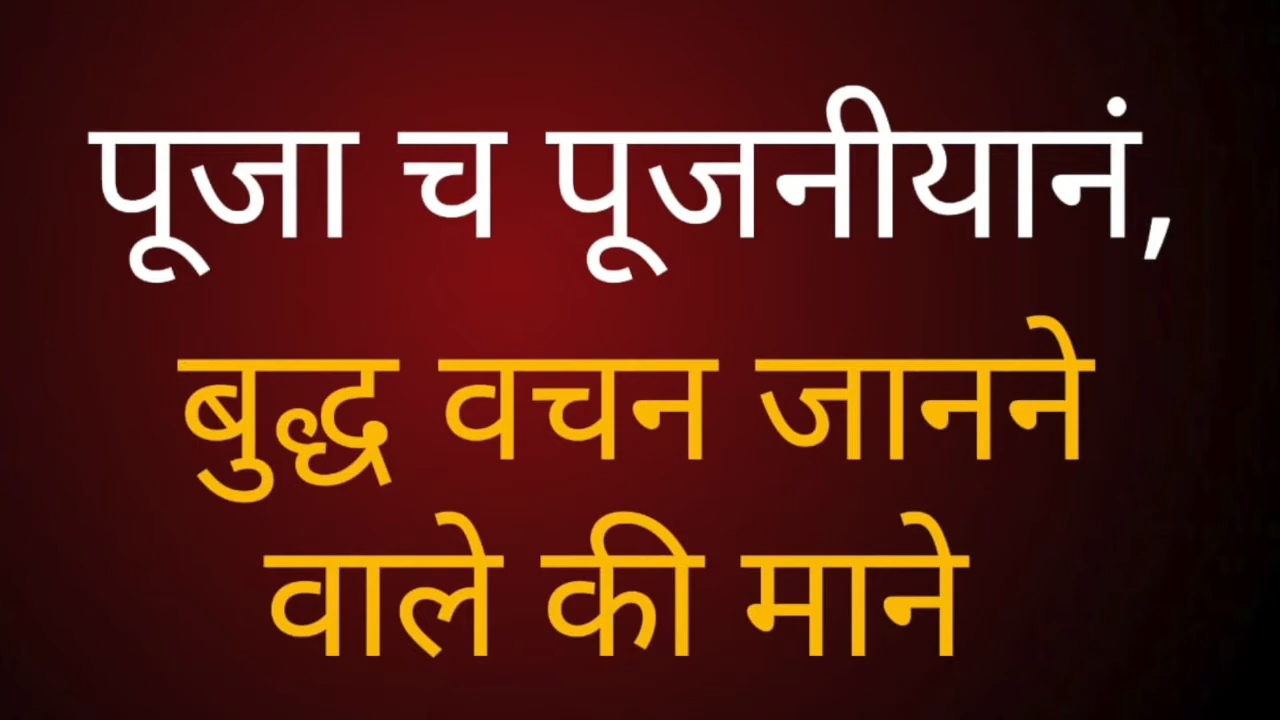 पूजा च पूजनीयानं,
बुद्ध वचन जानने
वाले की माने